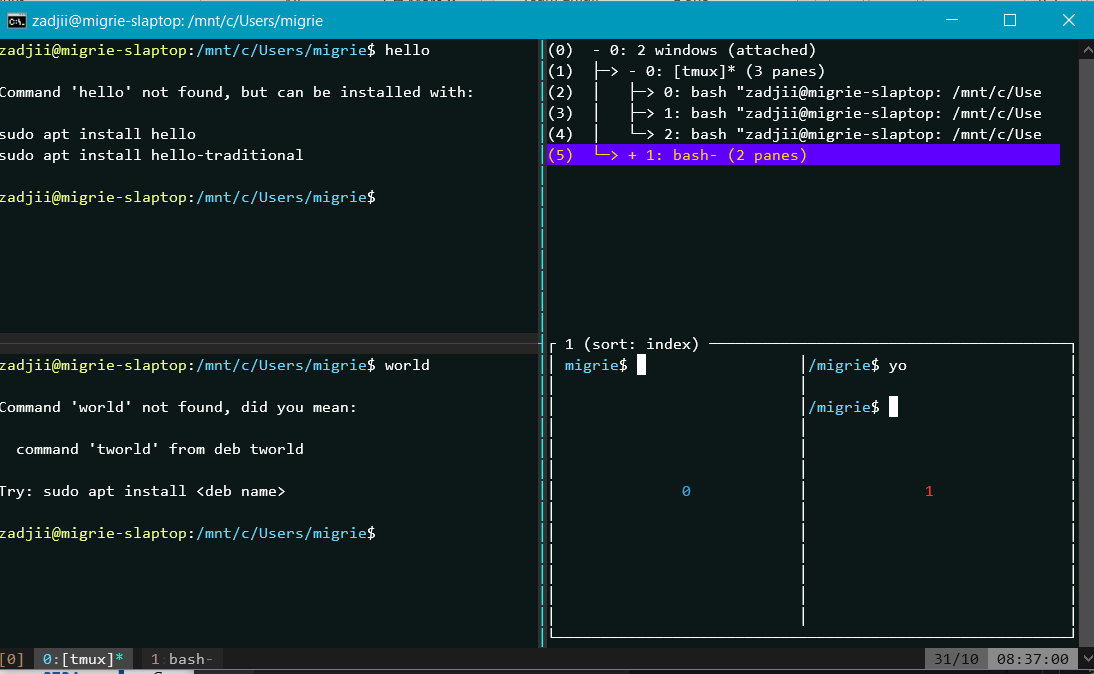 zadjii@migrie-slaptop: /mnt/c/Users/migrie
zadjii@migrie-slaptop:/mnt/c/Users/migrie$ hello
Command 'hello' not found, but can be installed with:
sudo apt install hello
sudo apt install hello-traditional
zadjii@migrie-slaptop:/mnt/c/Users/migrie$
zadjii@migrie-slaptop:/mnt/c/Users/migrie$ world
Command 'world' not found, did you mean:
command 'tworld' from deb tworld
Try: sudo apt install <deb name>
zadjii@migrie-slaptop:/mnt/c/Users/migrie$
(0) - 0: 2 windows (attached)
(1) ├─> - 0: [tmux]* (3 panes)
(2) │ ├─> 0: bash "zadjii@migrie-slaptop: /mnt/c/Use
(3) │ ├─> 1: bash "zadjii@migrie-slaptop: /mnt/c/Use
(4) │ └─> 2: bash "zadjii@migrie-slaptop: /mnt/c/Use
(5) └─> + 1: bash- (2 panes)
1 (sort: index)
migrie$
0
/migrie$ yo
/migrie$
1
[0] 0:[tmux]* 1:bash- 31/10 08:37:00